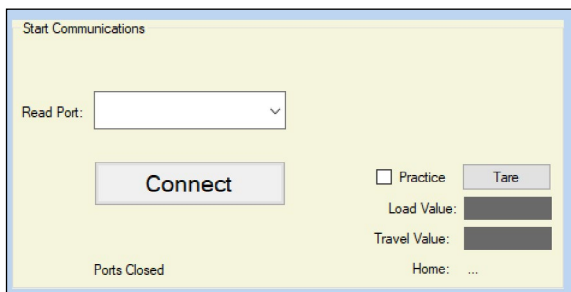 Start Communications
Read Port:
Connect
Practice Tare
Load Value:
Travel Value:
Ports Closed Home: ...